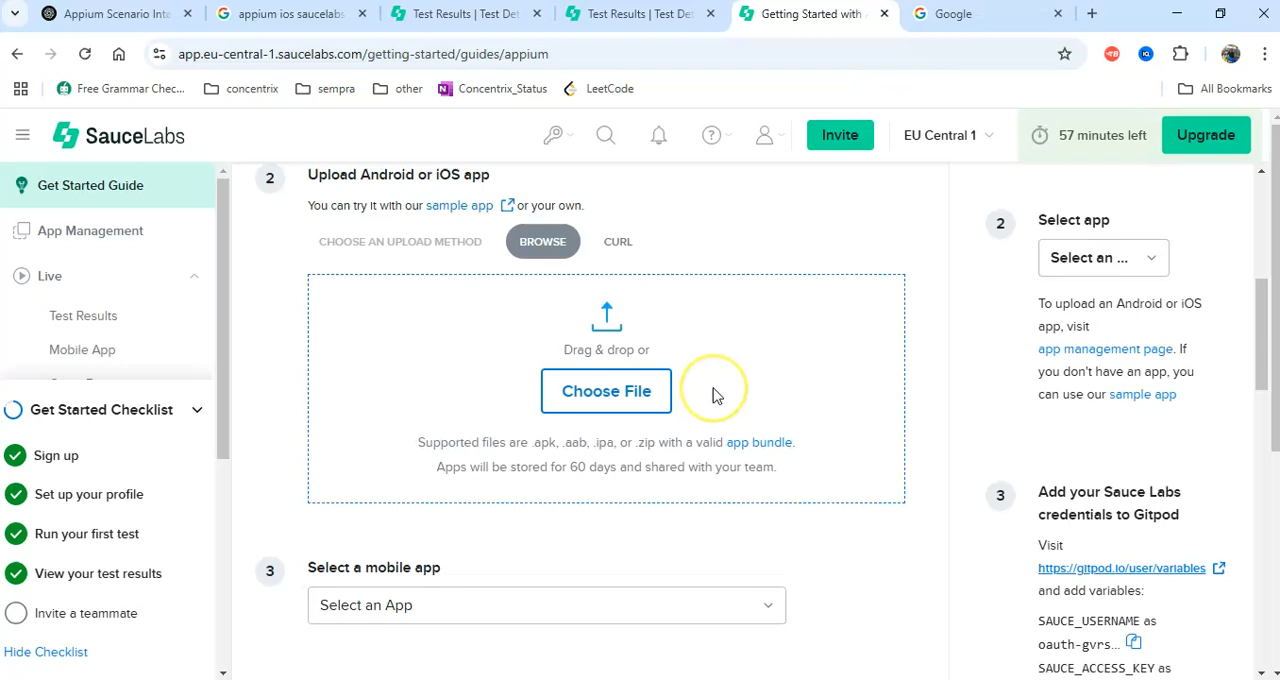 Appium Scenario Inte
appium ios saucelabs
Test Results | Test Det
Test Results | Test Det
Getting Started with
Google
app.eu-central-1.saucelabs.com/getting-started/guides/appium
Free Grammar Chec...
concentrix
sempra
other
Concentrix_Status
LeetCode
All Bookmarks
SAUCELABS
Invite
EU Central 1
57 minutes left
Upgrade
Get Started Guide
App Management
Live
Test Results
Mobile App
Get Started Checklist
Sign up
Set up your profile
Run your first test
View your test results
Invite a teammate
Hide Checklist
2
Upload Android or iOS app
You can try it with our sample app or your own.
CHOOSE AN UPLOAD METHOD
BROWSE
CURL
Drag & drop or
Choose File
Supported files are .apk, .aab, .ipa, or .zip with a valid app bundle.
Apps will be stored for 60 days and shared with your team.
3
Select a mobile app
Select an App
2
Select app
Select an ...
To upload an Android or iOS
app, visit
app management page. If
you don't have an app, you
can use our sample app
3
Add your Sauce Labs
credentials to Gitpod
Visit
https://gitpod.io/user/variables
and add variables:
SAUCE_USERNAME as
oauth-gvrs...
SAUCE_ACCESS_KEY as